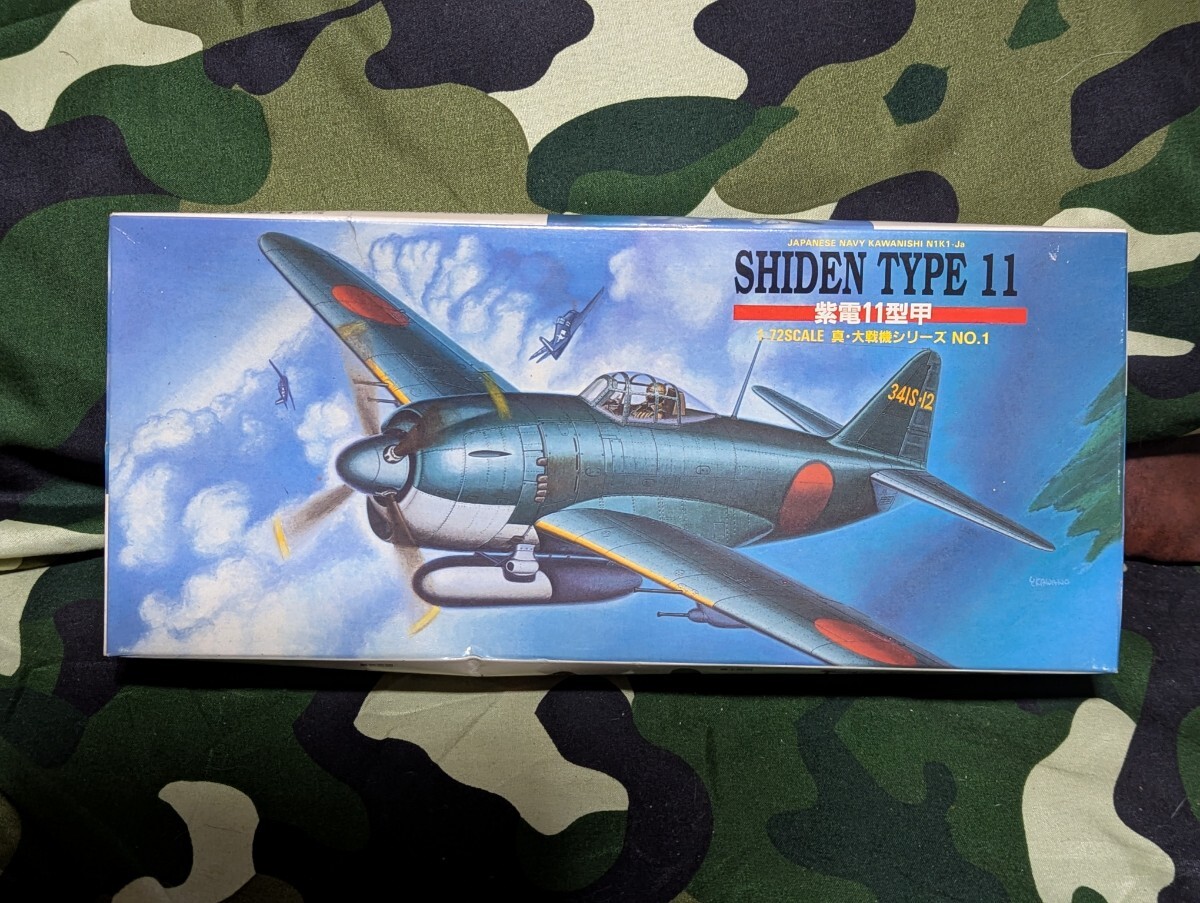 JAPANESE NAVY KAWANISHI N1K1-Ja
SHIDEN TYPE 11
紫電11型甲
1:72SCALE 真・大戦機シリーズ NO.1
341S-12